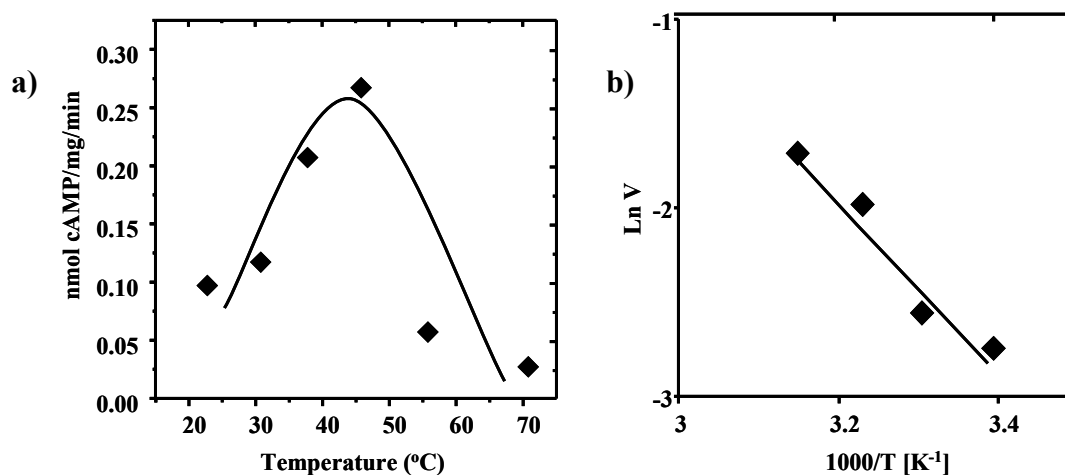 a)
nmol cAMP/mg/min
0.30
0.25
0.20
0.15
0.10
0.05
0.00
20 30 40 50 60 70
Temperature (ºC)
b)
Ln V
-1
-2
-3
3 3.2 3.4
1000/T [K⁻¹]